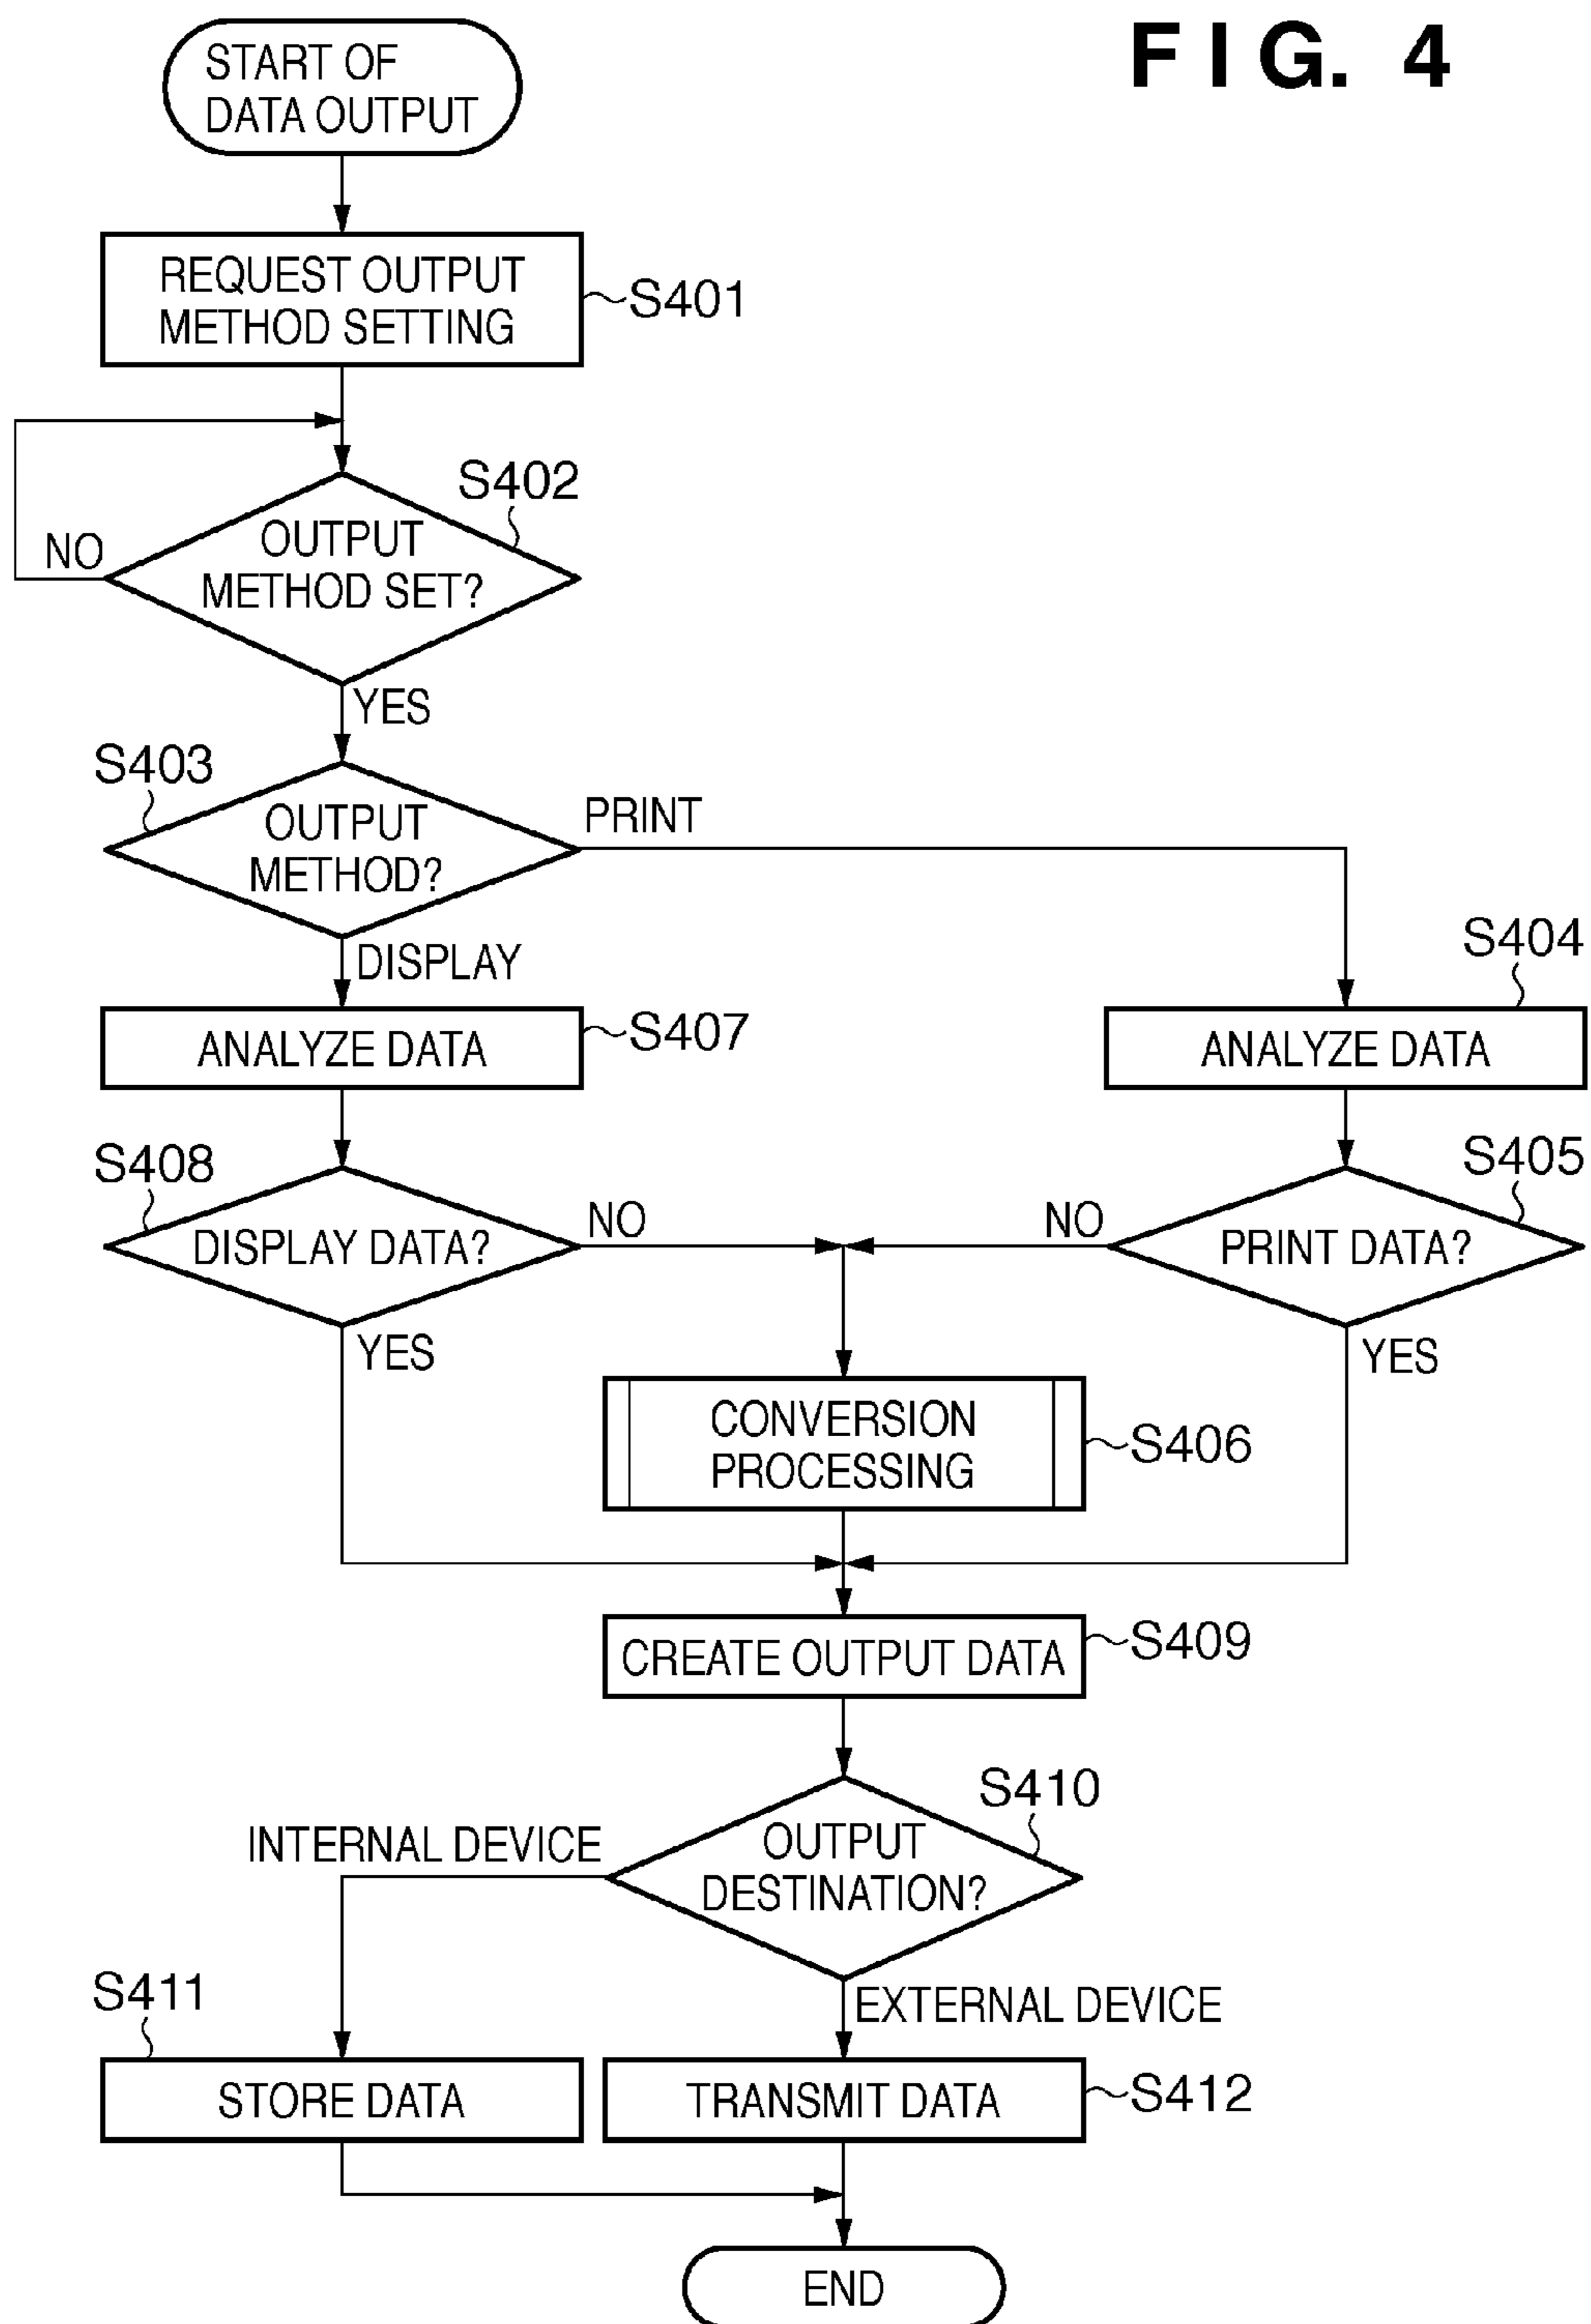 FIG. 4
START OF
DATA OUTPUT
REQUEST OUTPUT
METHOD SETTING
S401
S402
OUTPUT
METHOD SET?
NO
YES
S403
OUTPUT
METHOD?
PRINT
DISPLAY
S404
ANALYZE DATA
S407
ANALYZE DATA
S408
DISPLAY DATA?
NO
YES
S405
NO
PRINT DATA?
YES
CONVERSION
PROCESSING
S406
CREATE OUTPUT DATA
S409
S410
OUTPUT
DESTINATION?
INTERNAL DEVICE
EXTERNAL DEVICE
S411
STORE DATA
TRANSMIT DATA
S412
END